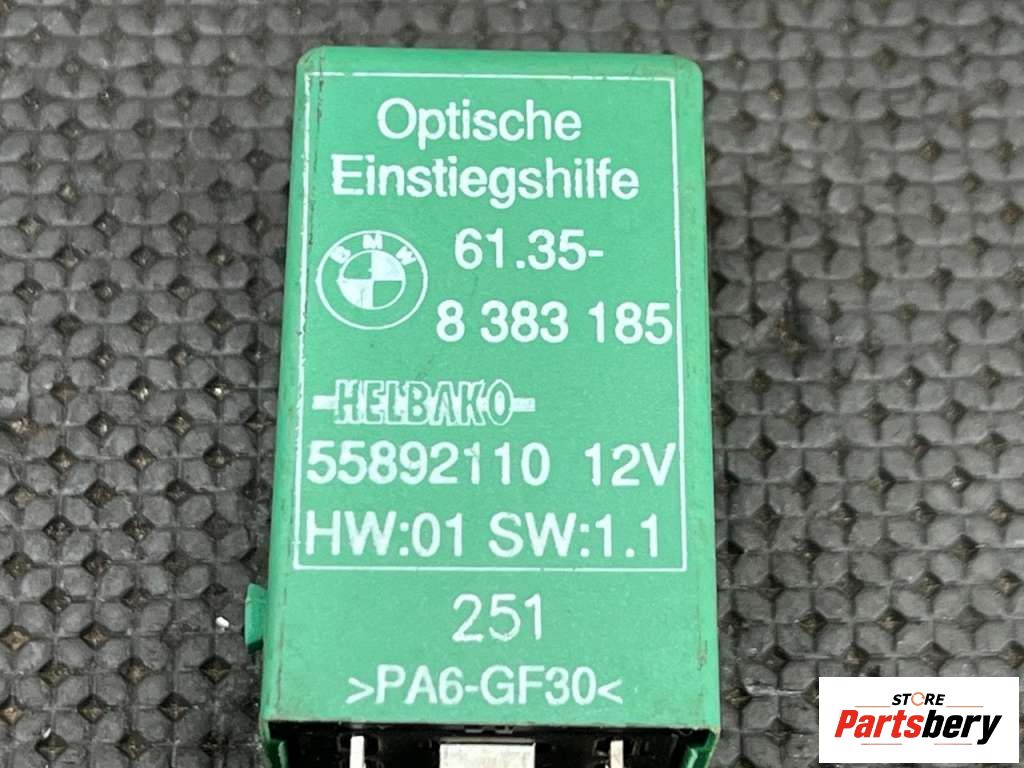 Optische
Einstiegshilfe
BMW
61.35-
8 383 185
HELBAKO
55892110 12V
HW:01 SW:1.1
251
>PA6-GF30<
STORE
Partsbery